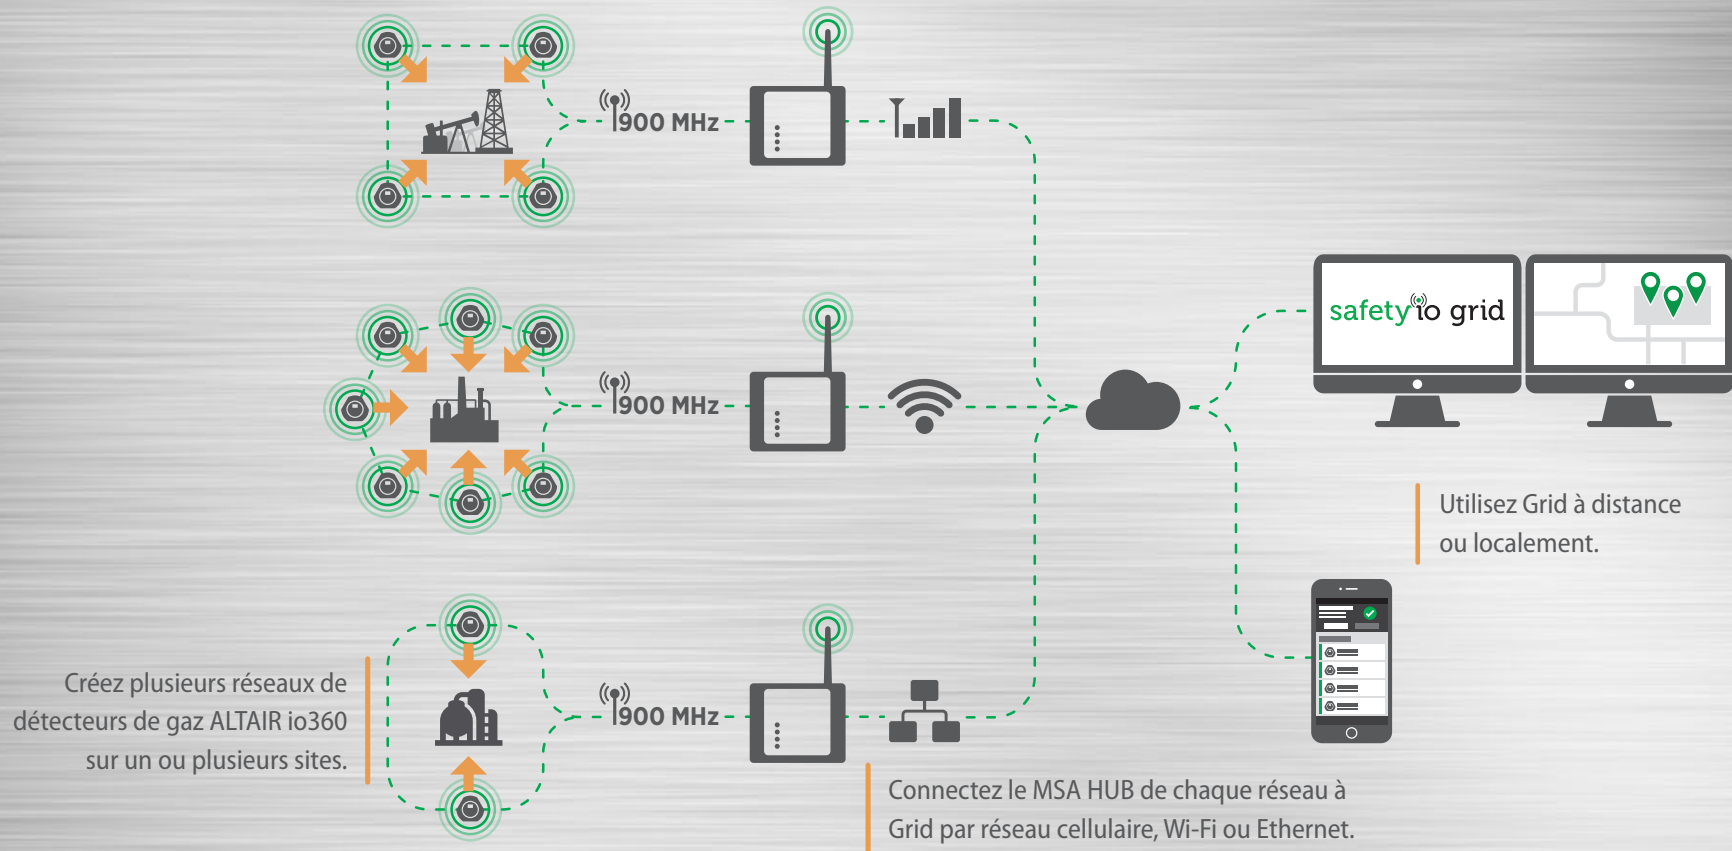 900 MHz
900 MHz
safety io grid
Utilisez Grid à distance
ou localement.
Créez plusieurs réseaux de
détecteurs de gaz ALTAIR io360
sur un ou plusieurs sites.
900 MHz
Connectez le MSA HUB de chaque réseau à
Grid par réseau cellulaire, Wi-Fi ou Ethernet.